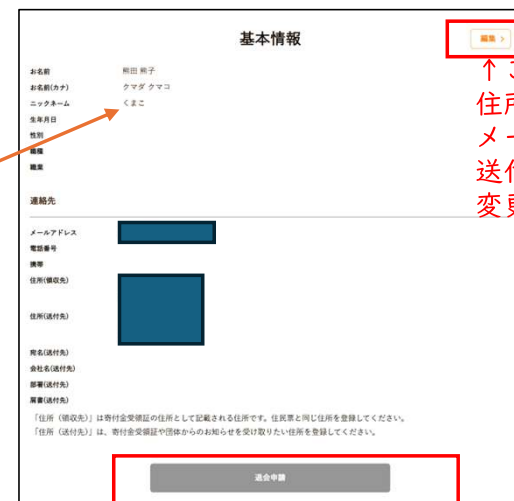 基本情報
編集 >
お名前 熊田 熊子
お名前(カナ) クマダ クマコ
ニックネーム くまこ
生年月日
性別
職種
職業
連絡先
メールアドレス
電話番号
携帯
住所(領収先)
住所(送付先)
宛名(送付先)
会社名(送付先)
部署(送付先)
肩書(送付先)
「住所（領収先）」は寄付金受領証の住所として記載される住所です。住民票と同じ住所を登録してください。
「住所（送付先）」は、寄付金受領証や団体からのお知らせを受け取りたい住所を登録してください。
退会申請
↑
住所
メー
送付
変更